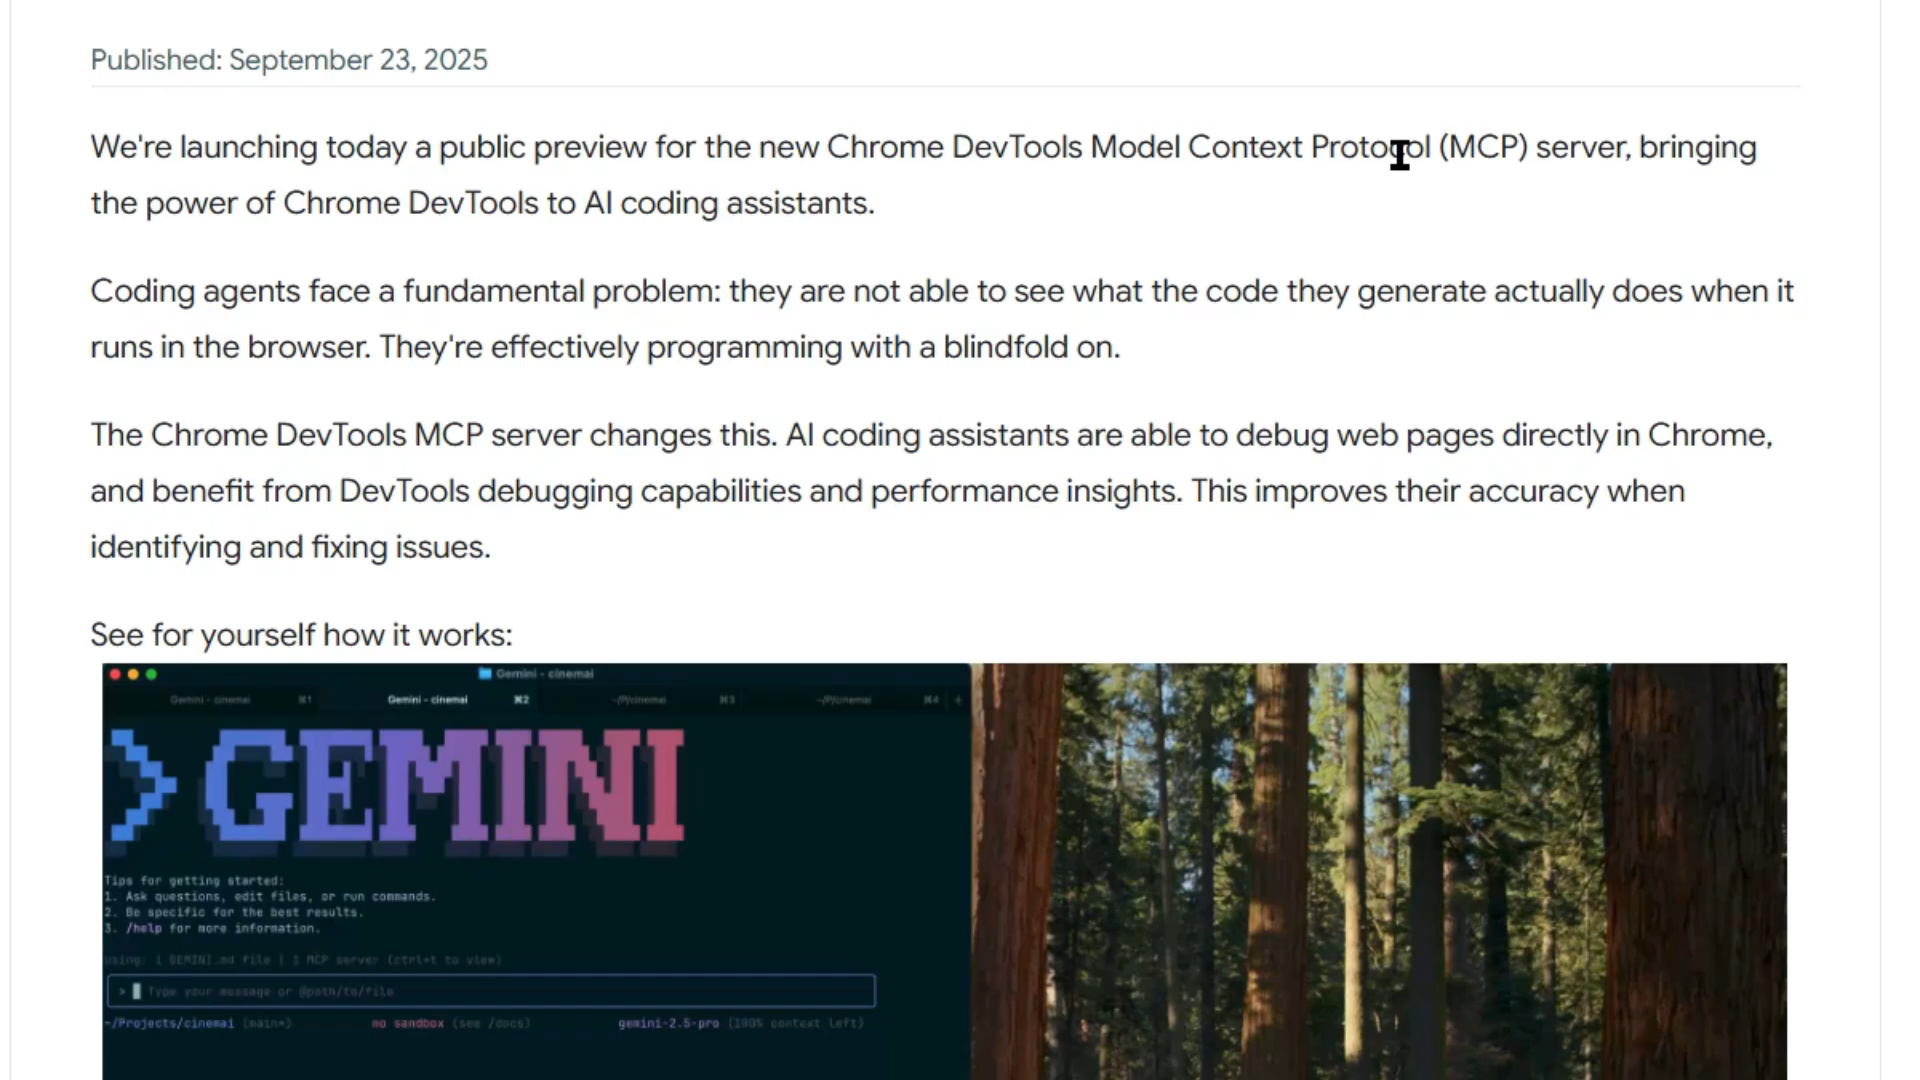 Published: September 23, 2025
We're launching today a public preview for the new Chrome DevTools Model Context Protocol (MCP) server, bringing
the power of Chrome DevTools to AI coding assistants.
Coding agents face a fundamental problem: they are not able to see what the code they generate actually does when it
runs in the browser. They're effectively programming with a blindfold on.
The Chrome DevTools MCP server changes this. AI coding assistants are able to debug web pages directly in Chrome,
and benefit from DevTools debugging capabilities and performance insights. This improves their accuracy when
identifying and fixing issues.
See for yourself how it works:
Gemini - cinemai
Gemini - cinemai ⌘1 Gemini - cinemai ⌘2 ~/P/cinemai ⌘3 ~/P/cinemai ⌘4 +
> GEMINI
Tips for getting started:
1. Ask questions, edit files, or run commands.
2. Be specific for the best results.
3. /help for more information.
Using: 1 GEMINI.md file | 1 MCP server (ctrl+t to view)
> Type your message or @path/to/file
~/Projects/cinemai (main*) no sandbox (see /docs) gemini-2.5-pro (100% context left)